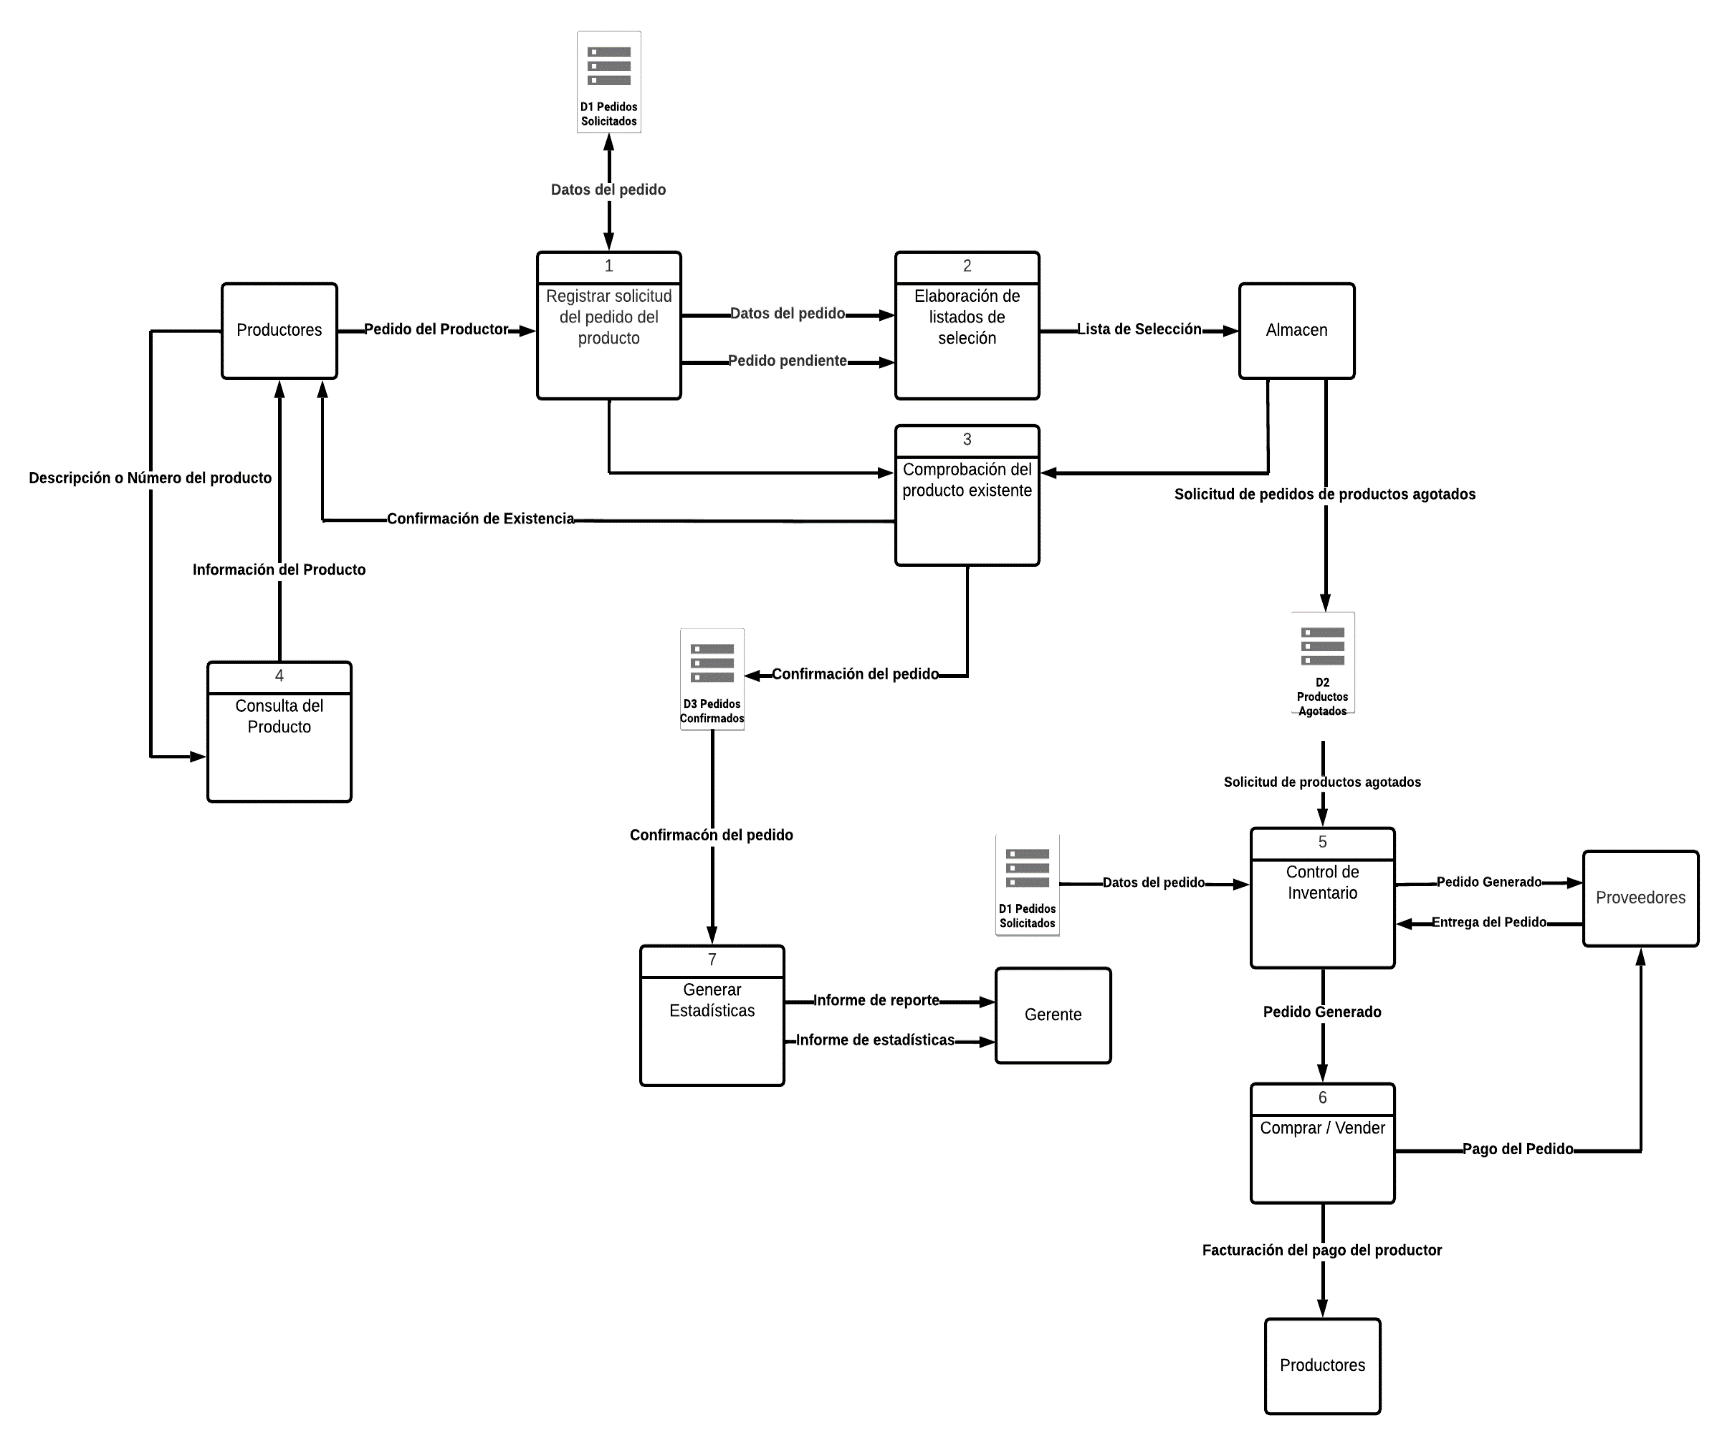 D1 Pedidos
Solicitados
Datos del pedido
1
Registrar solicitud
del pedido del
producto
2
Elaboración de
listados de
seleción
Productores
Pedido del Productor
Datos del pedido
Pedido pendiente
Lista de Selección
Almacen
3
Comprobación del
producto existente
Descripción o Número del producto
Solicitud de pedidos de productos agotados
Confirmación de Existencia
Información del Producto
4
Consulta del
Producto
Confirmación del pedido
D3 Pedidos
Confirmados
D2
Productos
Agotados
Solicitud de productos agotados
Confirmacón del pedido
5
Control de
Inventario
D1 Pedidos
Solicitados
Datos del pedido
Pedido Generado
Entrega del Pedido
Proveedores
7
Generar
Estadísticas
Informe de reporte
Informe de estadísticas
Gerente
Pedido Generado
6
Comprar / Vender
Pago del Pedido
Facturación del pago del productor
Productores